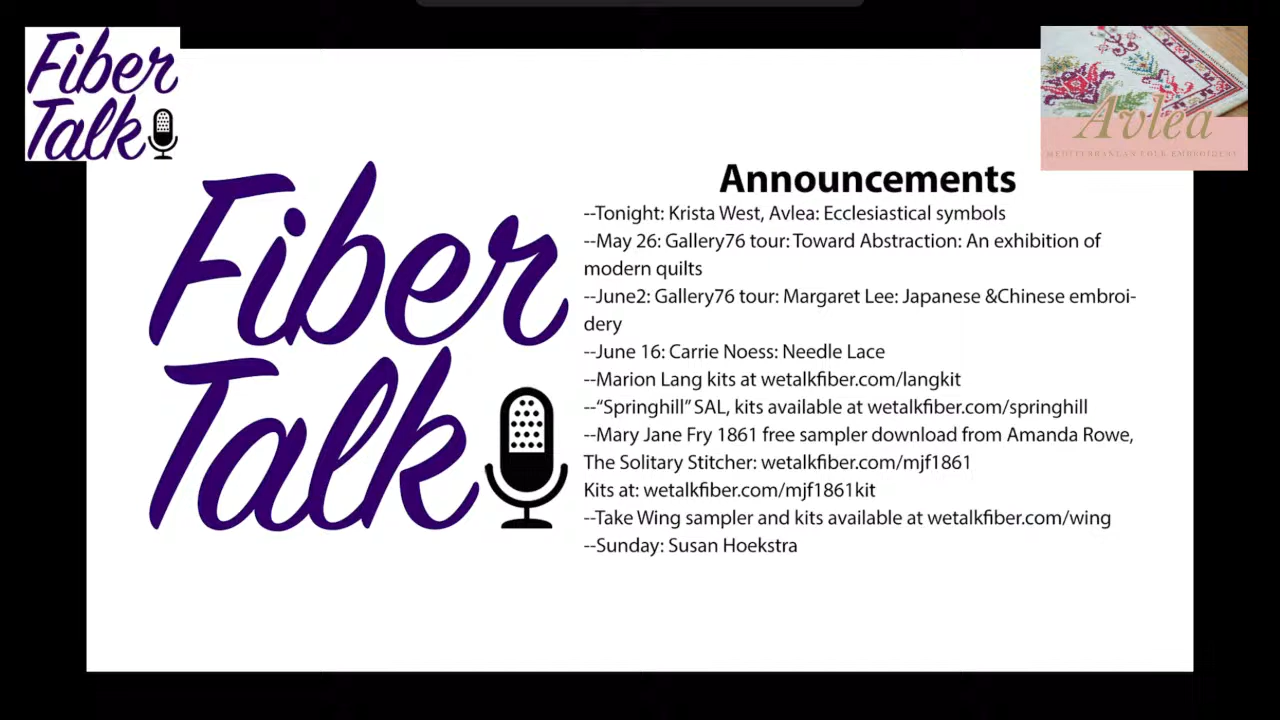 Fiber
Talk
Avlea
MEDITERRANEAN FOLK EMBROIDERY
Fiber
Talk
Announcements
--Tonight: Krista West, Avlea: Ecclesiastical symbols
--May 26: Gallery76 tour: Toward Abstraction: An exhibition of
modern quilts
--June2: Gallery76 tour: Margaret Lee: Japanese &Chinese embroi-
dery
--June 16: Carrie Noess: Needle Lace
--Marion Lang kits at wetalkfiber.com/langkit
--“Springhill” SAL, kits available at wetalkfiber.com/springhill
--Mary Jane Fry 1861 free sampler download from Amanda Rowe,
The Solitary Stitcher: wetalkfiber.com/mjf1861
Kits at: wetalkfiber.com/mjf1861kit
--Take Wing sampler and kits available at wetalkfiber.com/wing
--Sunday: Susan Hoekstra